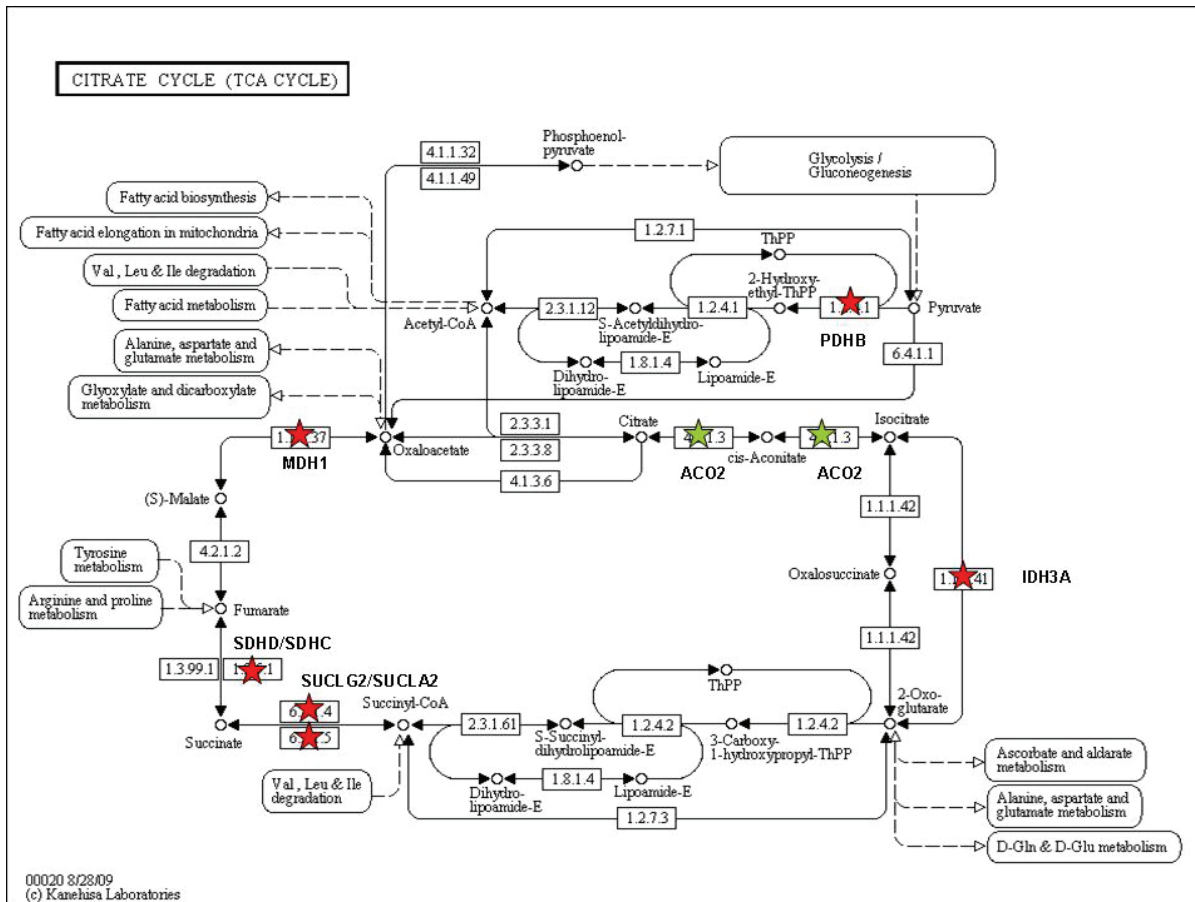 CITRATE CYCLE (TCA CYCLE)
Phosphoenol-
pyruvate
4.1.1.32
4.1.1.49
Glycolysis /
Gluconeogenesis
Fatty acid biosynthesis
Fatty acid elongation in mitochondria
Val , Leu & Ile degradation
Fatty acid metabolism
Alanine, aspartate and
glutamate metabolism
Glyoxylate and dicarboxylate
metabolism
1.2.7.1
ThPP
2-Hydroxy-
ethyl-ThPP
Acetyl-CoA
2.3.1.12
S-Acetyldihydro-
lipoamide-E
1.2.4.1
Pyruvate
PDHB
Dihydro-
lipoamide-E
1.8.1.4
Lipoamide-E
6.4.1.1
MDH1
Oxaloacetate
2.3.3.1
2.3.3.8
4.1.3.6
Citrate
ACO2
cis-Aconitate
ACO2
Isocitrate
(S)-Malate
1.1.1.42
4.2.1.2
Tyrosine
metabolism
Arginine and proline
metabolism
Fumarate
Oxalosuccinate
IDH3A
1.1.1.42
SDHD/SDHC
1.3.99.1
SUCLG2/SUCLA2
Succinate
Succinyl-CoA
2.3.1.61
S-Succinyl-
dihydrolipoamide-E
ThPP
1.2.4.2
3-Carboxy-
1-hydroxypropyl-ThPP
1.2.4.2
2-Oxo-
glutarate
Val , Leu & Ile
degradation
Dihydro-
lipoamide-E
1.8.1.4
Lipoamide-E
1.2.7.3
Ascorbate and aldarate
metabolism
Alanine, aspartate and
glutamate metabolism
D-Gln & D-Glu metabolism
00020 8/28/09
(c) Kanehisa Laboratories